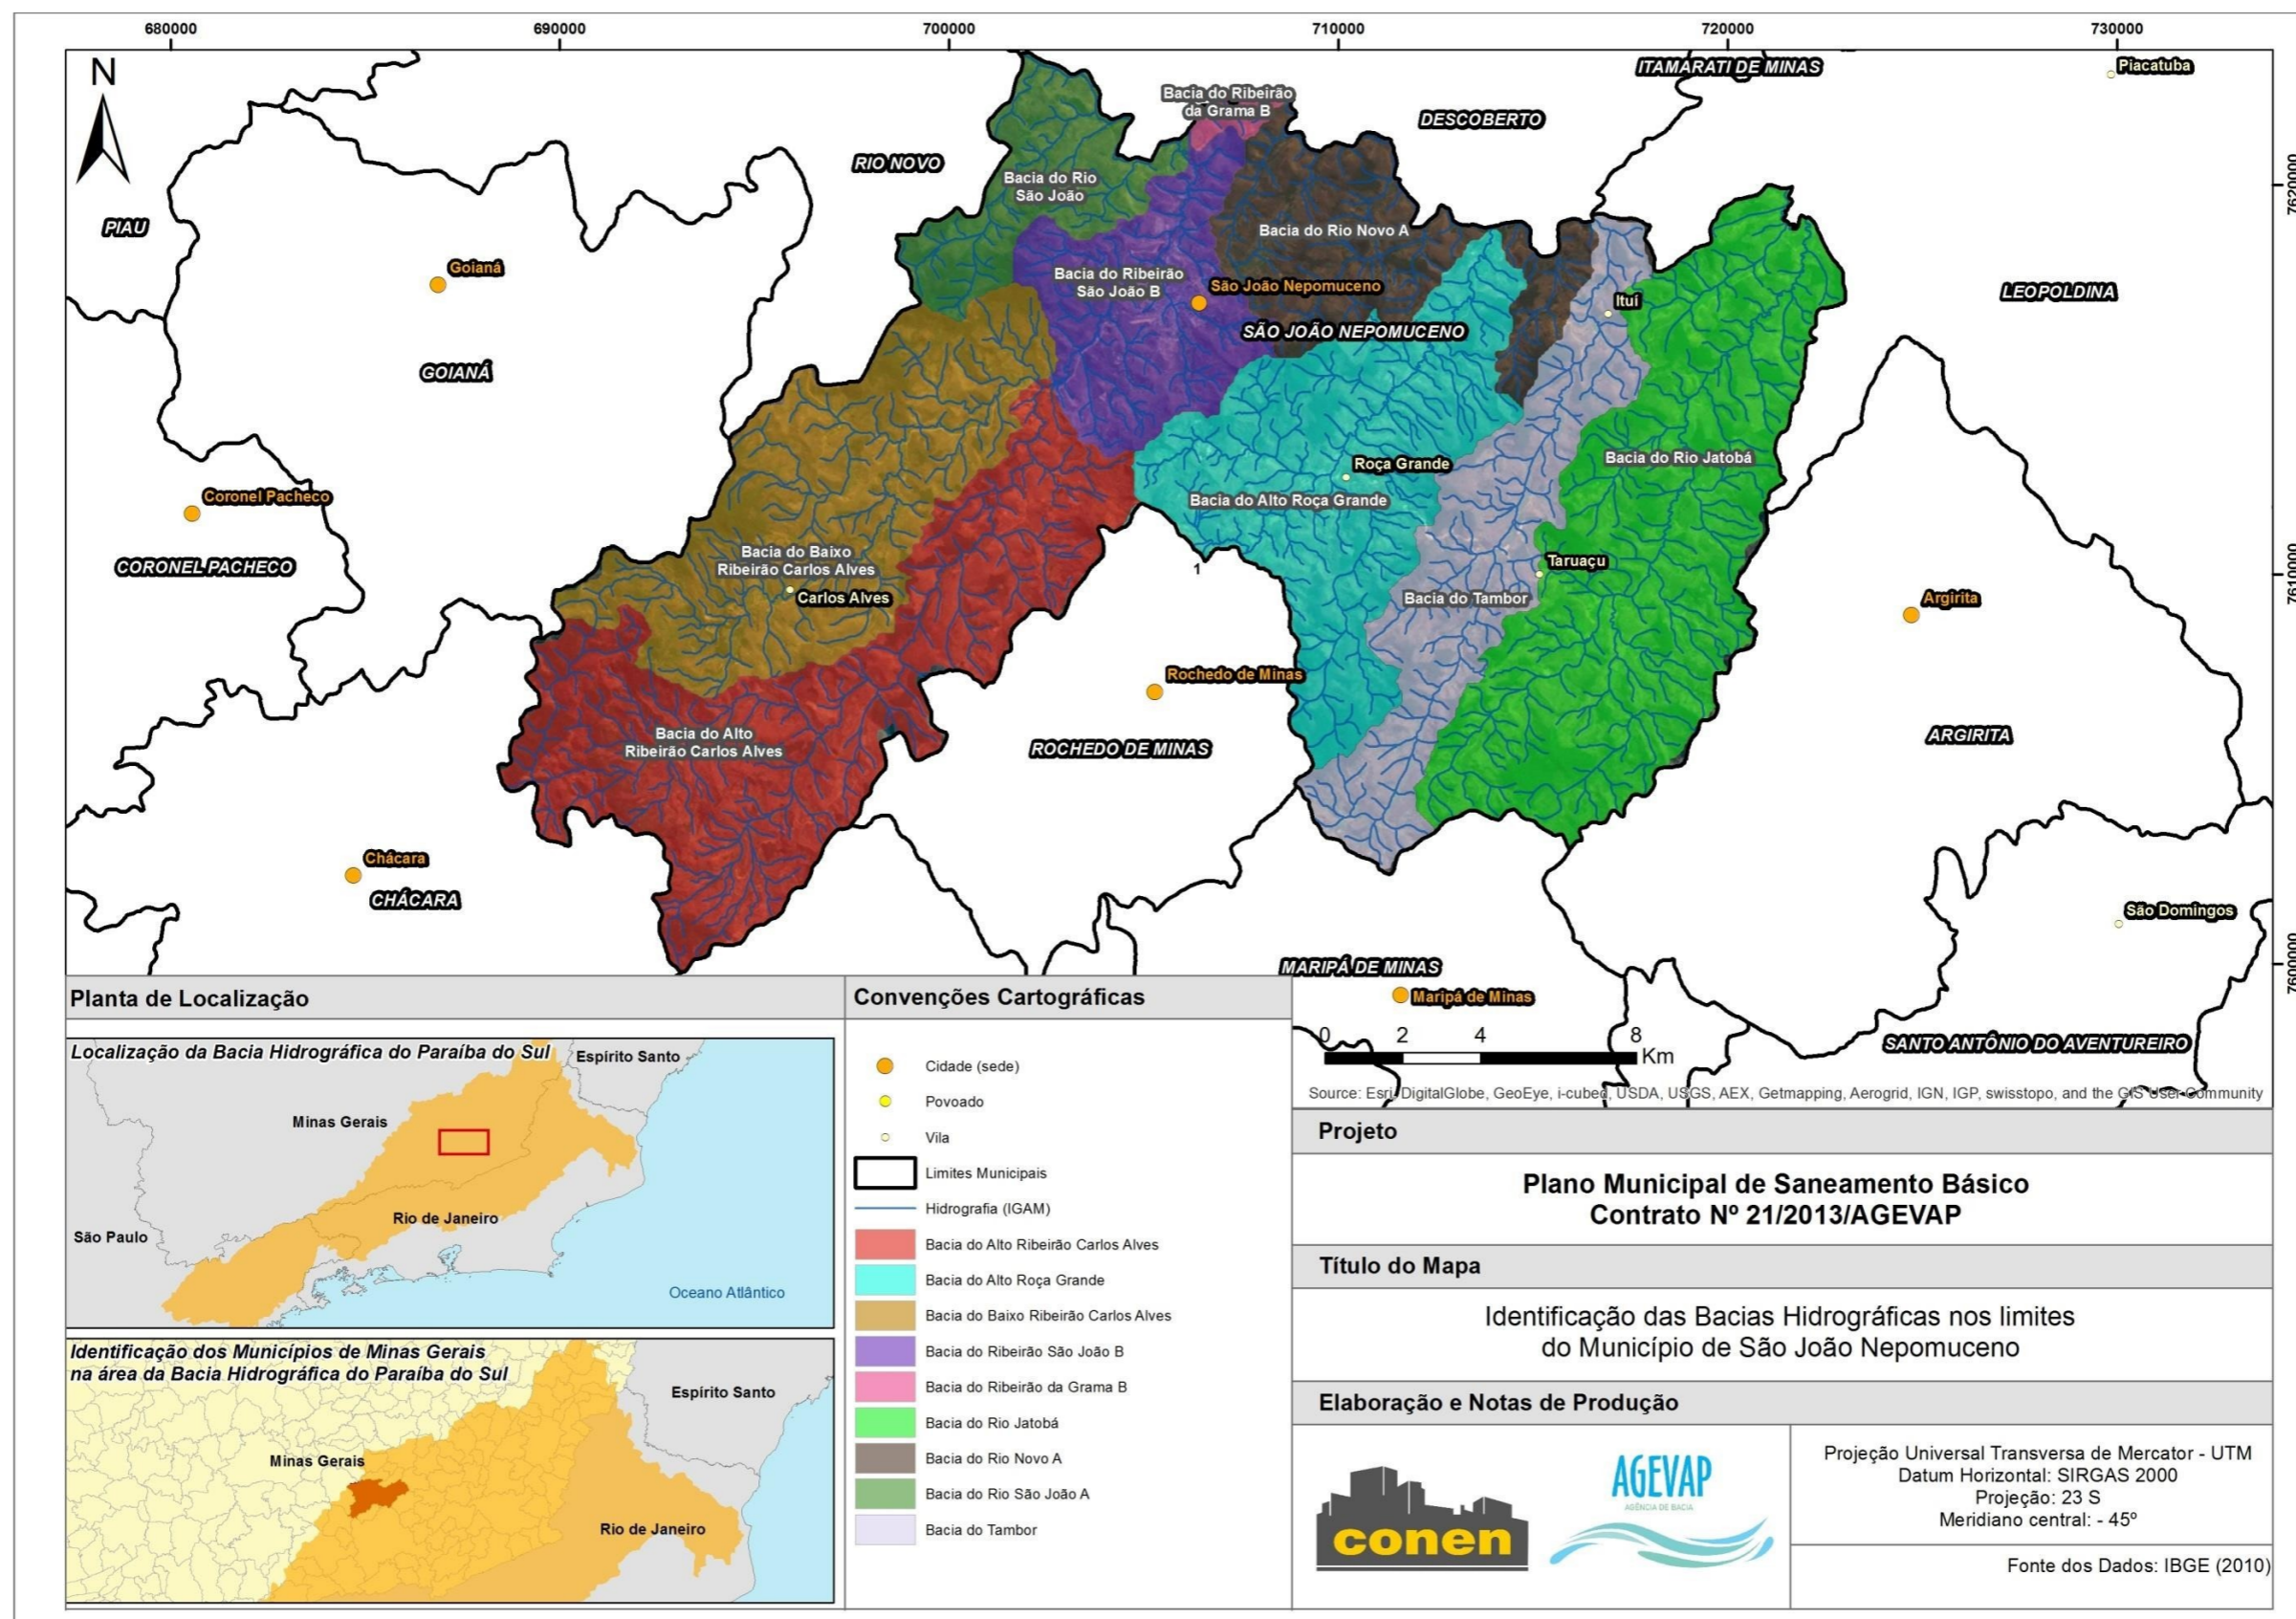 680000
690000
700000
710000
720000
730000
N
ITAMARATI DE MINAS
Piacatuba
Bacia do Ribeirão
da Grama B
DESCOBERTO
RIO NOVO
Bacia do Rio
São João
7620000
PIAU
Bacia do Rio Novo A
Goianá
Bacia do Ribeirão
São João B
São João Nepomuceno
LEOPOLDINA
Ituí
SÃO JOÃO NEPOMUCENO
GOIANÁ
Roça Grande
Bacia do Rio Jatobá
Coronel Pacheco
Bacia do Alto Roça Grande
Bacia do Baixo
Ribeirão Carlos Alves
CORONEL PACHECO
1
Taruaçu
7610000
Carlos Alves
Bacia do Tambor
Argirita
Rochedo de Minas
Bacia do Alto
Ribeirão Carlos Alves
ROCHEDO DE MINAS
ARGIRITA
Chácara
CHÁCARA
São Domingos
7600000
MARIPÁ DE MINAS
Maripá de Minas
0 2 4 8
Km
SANTO ANTÔNIO DO AVENTUREIRO
Source: Esri, DigitalGlobe, GeoEye, i-cubed, USDA, USGS, AEX, Getmapping, Aerogrid, IGN, IGP, swisstopo, and the GIS User Community
Planta de Localização
Localização da Bacia Hidrográfica do Paraíba do Sul
Espírito Santo
Minas Gerais
Rio de Janeiro
São Paulo
Oceano Atlântico
Identificação dos Municípios de Minas Gerais
na área da Bacia Hidrográfica do Paraíba do Sul
Espírito Santo
Minas Gerais
Rio de Janeiro
Convenções Cartográficas
Cidade (sede)
Povoado
Vila
Limites Municipais
Hidrografia (IGAM)
Bacia do Alto Ribeirão Carlos Alves
Bacia do Alto Roça Grande
Bacia do Baixo Ribeirão Carlos Alves
Bacia do Ribeirão São João B
Bacia do Ribeirão da Grama B
Bacia do Rio Jatobá
Bacia do Rio Novo A
Bacia do Rio São João A
Bacia do Tambor
Projeto
Plano Municipal de Saneamento Básico
Contrato Nº 21/2013/AGEVAP
Título do Mapa
Identificação das Bacias Hidrográficas nos limites
do Município de São João Nepomuceno
Elaboração e Notas de Produção
conen
AGEVAP
AGÊNCIA DE BACIA
Projeção Universal Transversa de Mercator - UTM
Datum Horizontal: SIRGAS 2000
Projeção: 23 S
Meridiano central: - 45º
Fonte dos Dados: IBGE (2010)